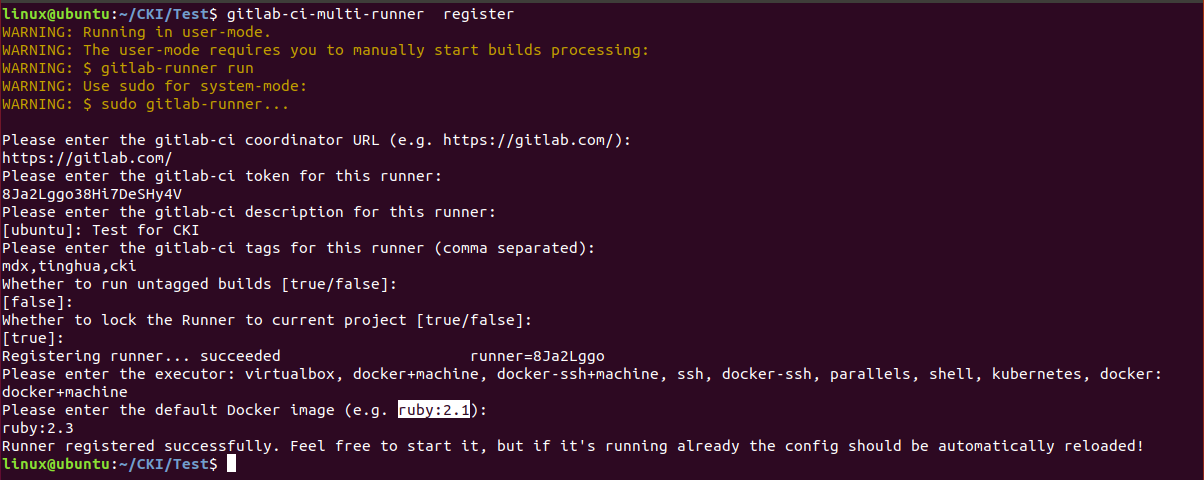 linux@ubuntu:~/CKI/Test$ gitlab-ci-multi-runner  register
WARNING: Running in user-mode.
WARNING: The user-mode requires you to manually start builds processing:
WARNING: $ gitlab-runner run
WARNING: Use sudo for system-mode:
WARNING: $ sudo gitlab-runner...
Please enter the gitlab-ci coordinator URL (e.g. https://gitlab.com/):
https://gitlab.com/
Please enter the gitlab-ci token for this runner:
8Ja2Lggo38Hi7DeSHy4V
Please enter the gitlab-ci description for this runner:
[ubuntu]: Test for CKI
Please enter the gitlab-ci tags for this runner (comma separated):
mdx,tinghua,cki
Whether to run untagged builds [true/false]:
[false]:
Whether to lock the Runner to current project [true/false]:
[true]:
Registering runner... succeeded                     runner=8Ja2Lggo
Please enter the executor: virtualbox, docker+machine, docker-ssh+machine, ssh, docker-ssh, parallels, shell, kubernetes, docker:
docker+machine
Please enter the default Docker image (e.g. ruby:2.1):
ruby:2.3
Runner registered successfully. Feel free to start it, but if it's running already the config should be automatically reloaded!
linux@ubuntu:~/CKI/Test$